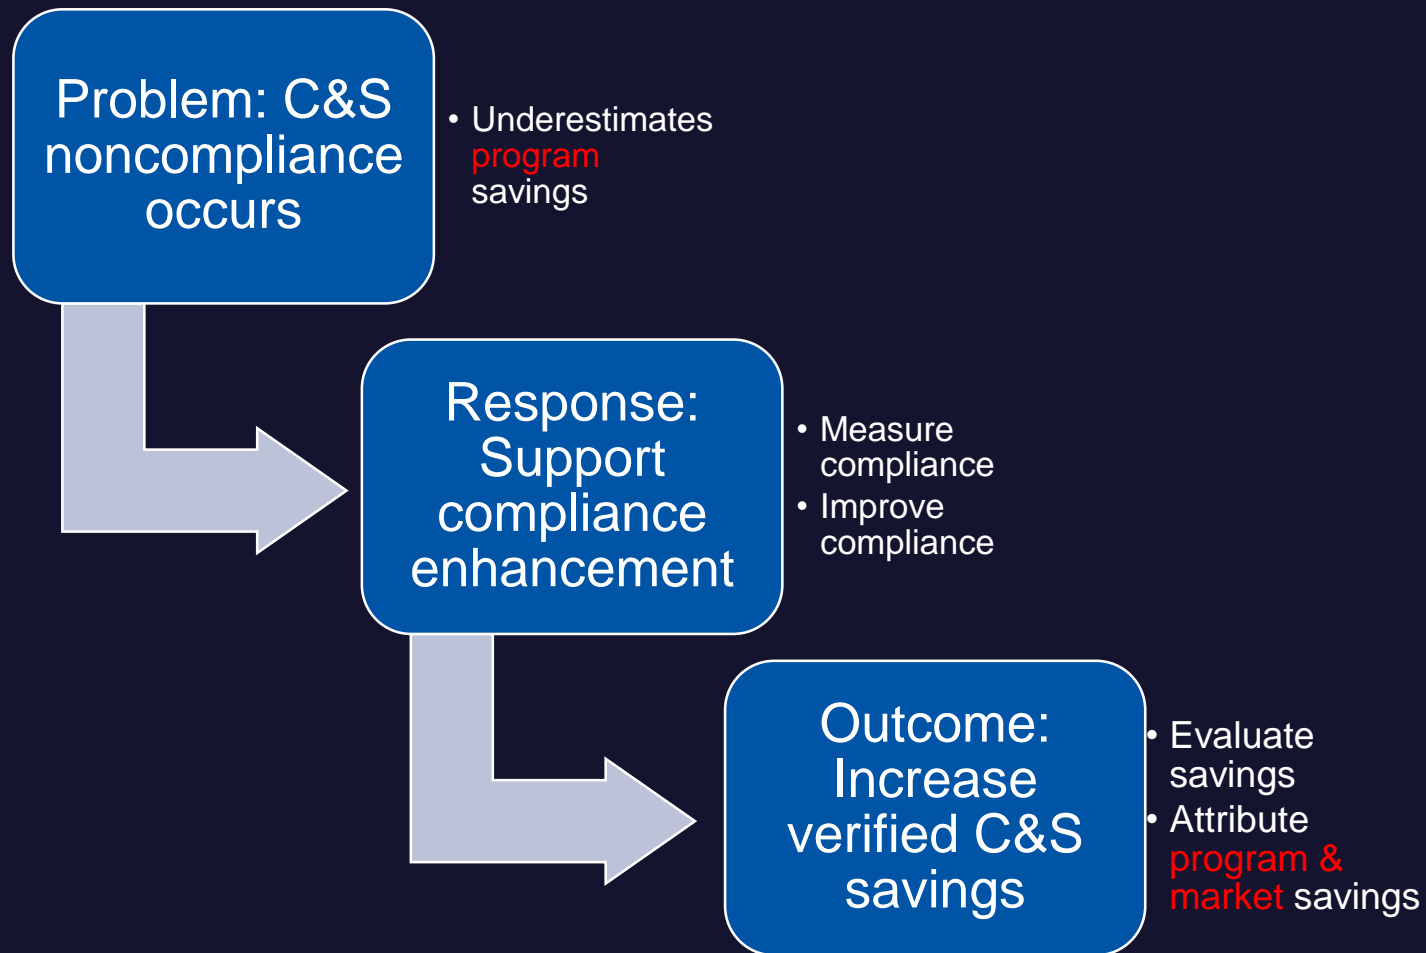 Problem: C&S
noncompliance
occurs
• Underestimates
program
savings
Response:
Support
compliance
enhancement
• Measure
compliance
• Improve
compliance
Outcome:
Increase
verified C&S
savings
• Evaluate
savings
• Attribute
program &
market savings